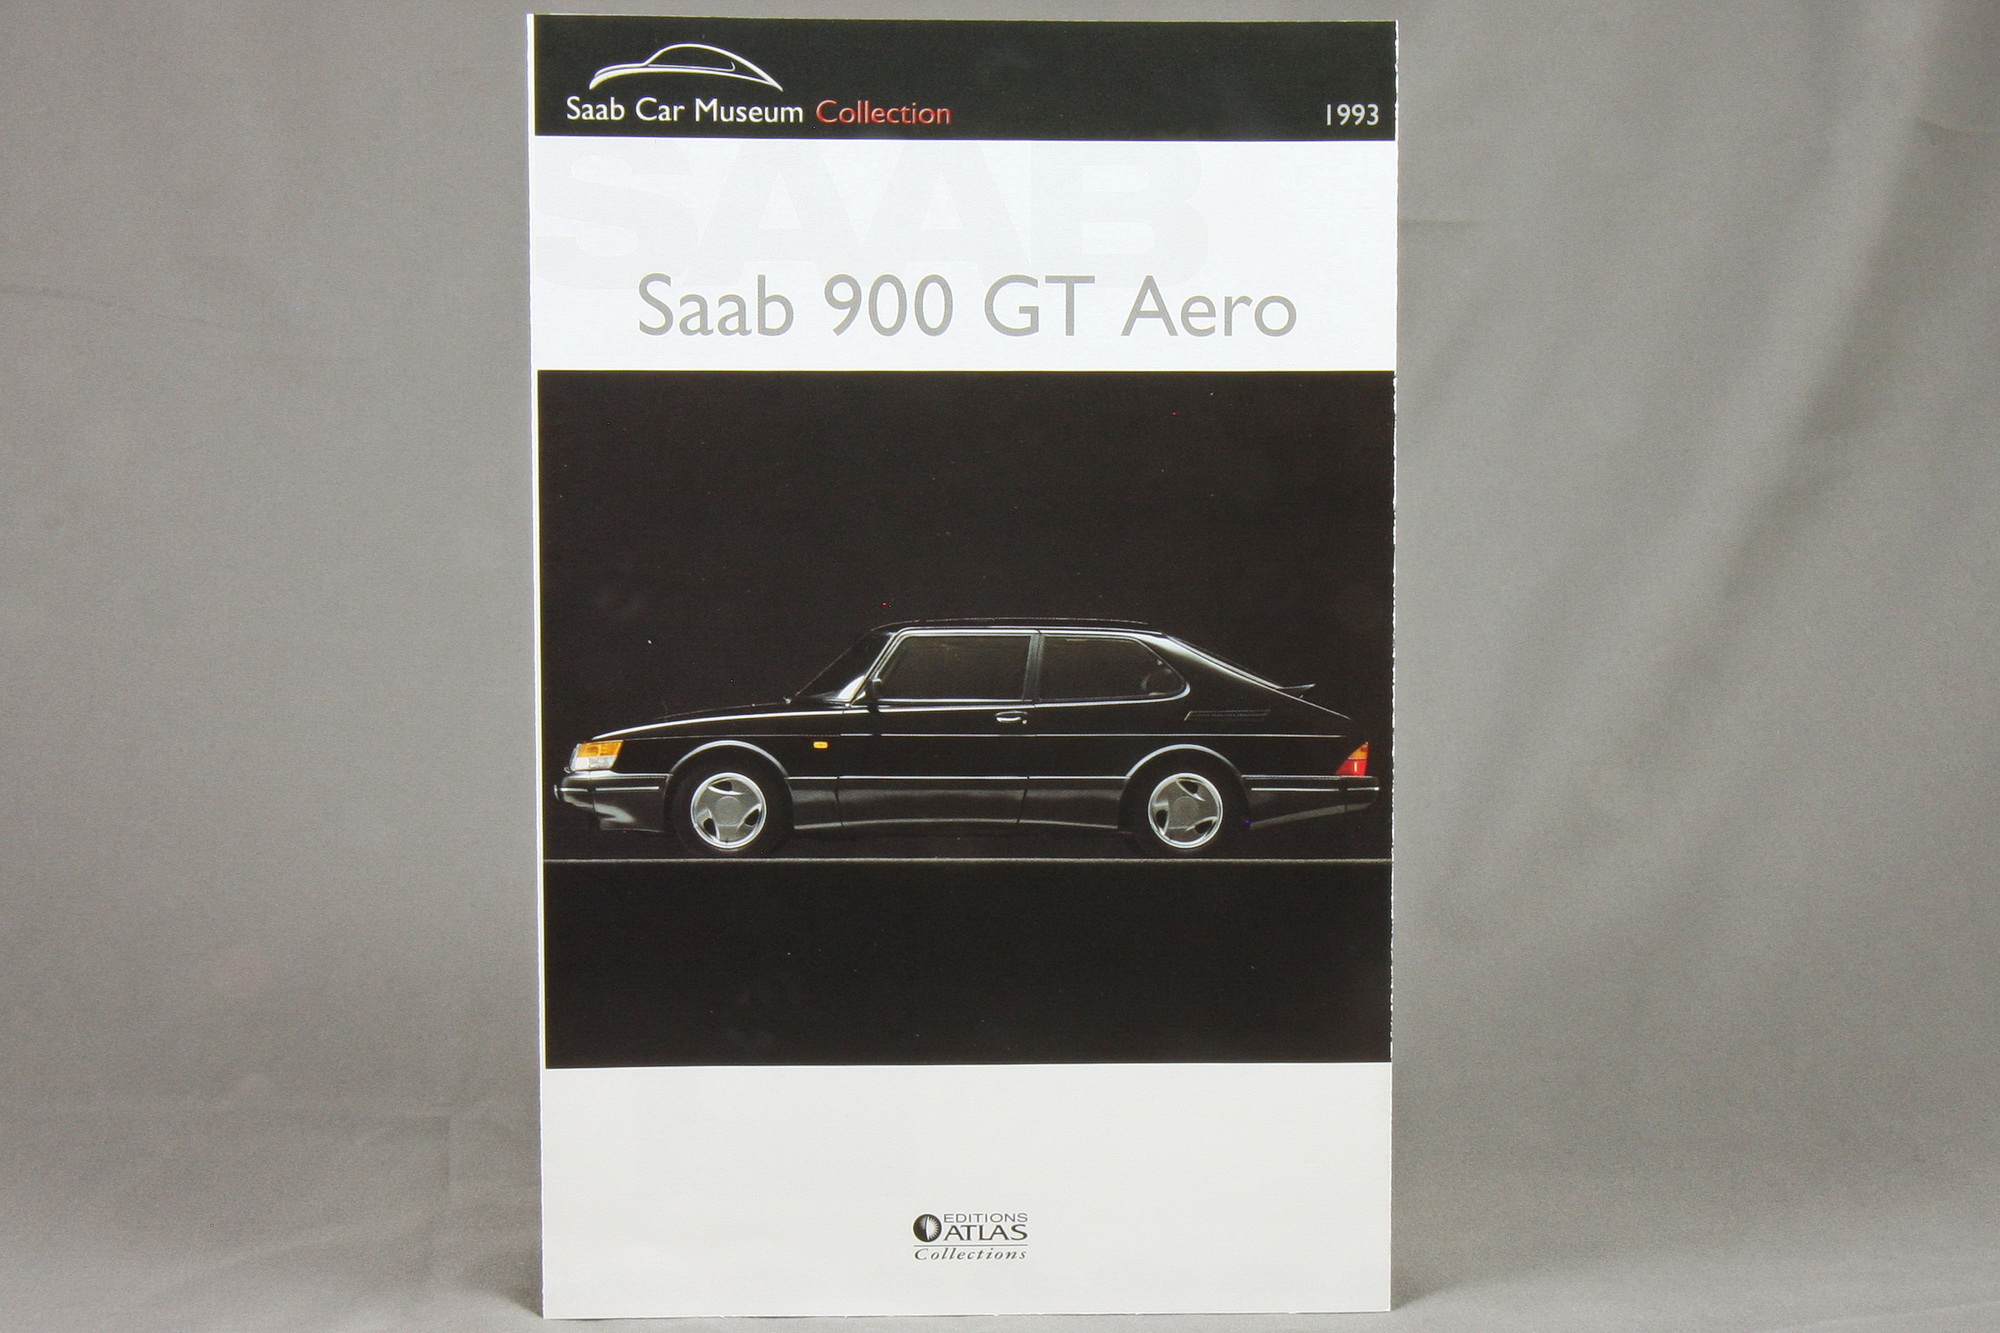 Saab Car Museum Collection
1993
SAAB
Saab 900 GT Aero
EDITIONS
ATLAS
Collections